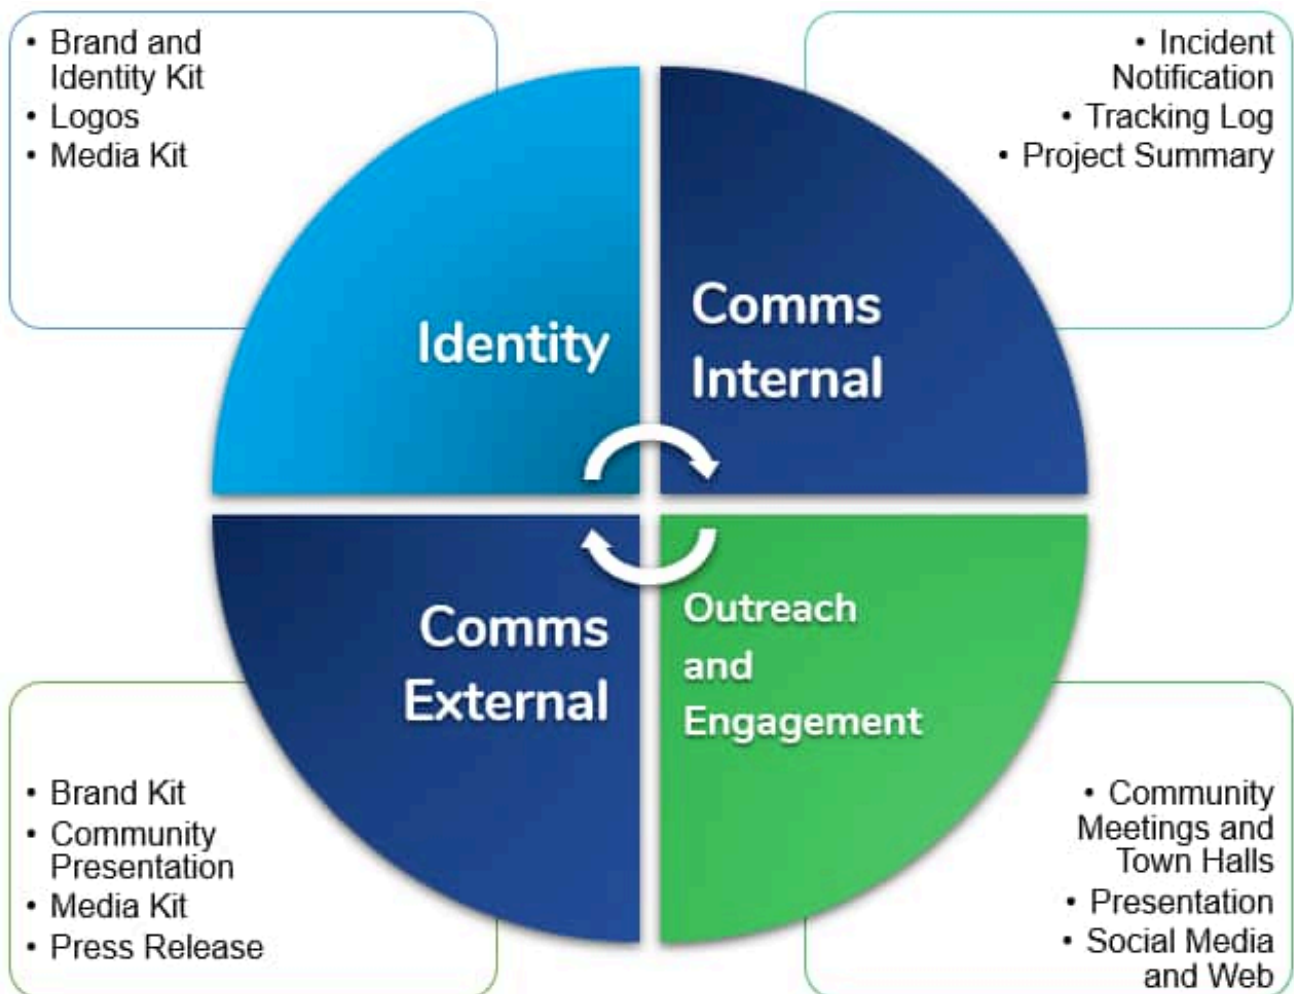 • Brand and
Identity Kit
• Logos
• Media Kit
• Incident
Notification
• Tracking Log
• Project Summary
Identity
Comms
Internal
Comms
External
Outreach
and
Engagement
• Brand Kit
• Community
Presentation
• Media Kit
• Press Release
• Community
Meetings and
Town Halls
• Presentation
• Social Media
and Web